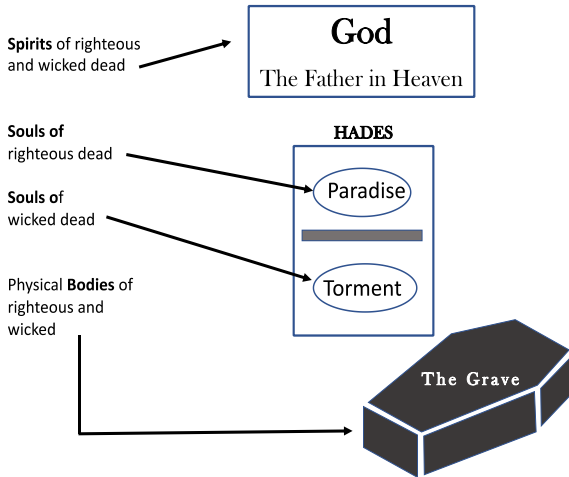 God
Spirits of righteous
and wicked dead
The Father in Heaven
HADES
Souls of
righteous dead
Paradise
Souls of
wicked dead
Torment
Physical Bodies of
righteous and
wicked
The Grave